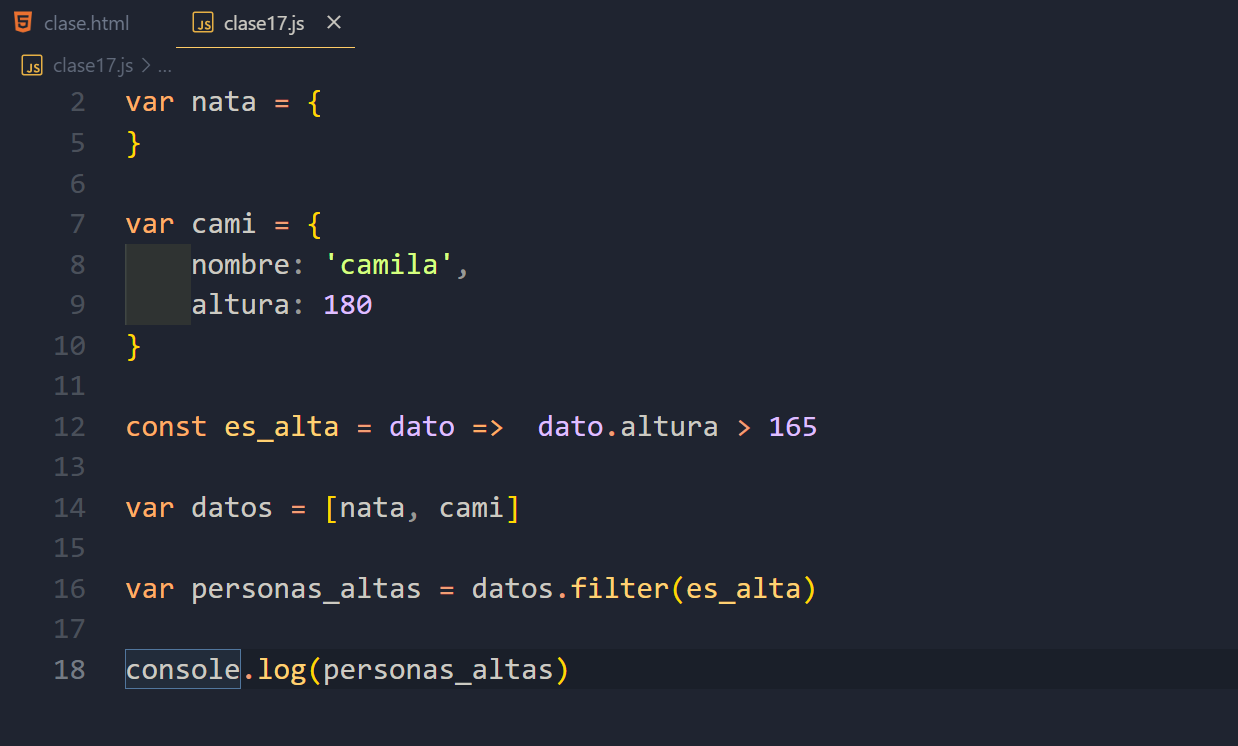 clase.html JS clase17.js ×
JS clase17.js > ...
2 var nata = {
5 }
6
7 var cami = {
8 nombre: 'camila',
9 altura: 180
10 }
11
12 const es_alta = dato =>  dato.altura > 165
13
14 var datos = [nata, cami]
15
16 var personas_altas = datos.filter(es_alta)
17
18 console.log(personas_altas)